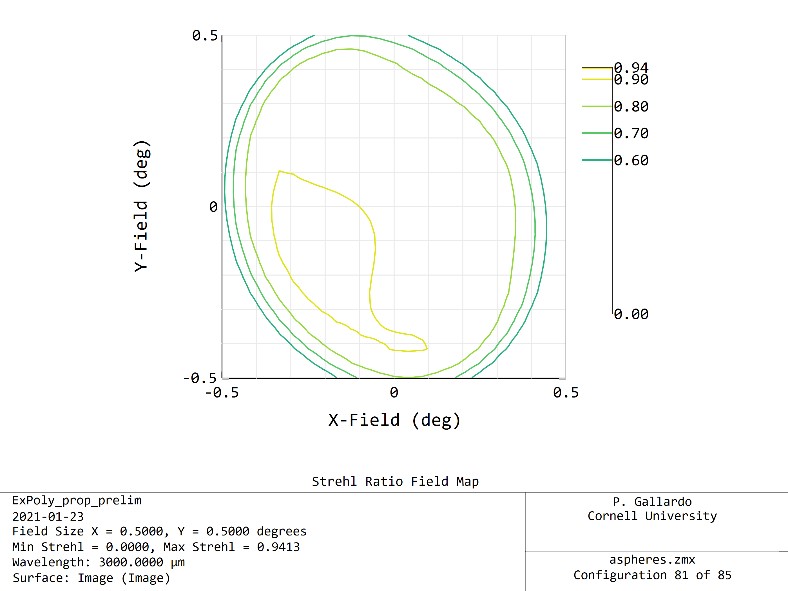 0.5
0
-0.5
Y-Field (deg)
-0.5
0
0.5
X-Field (deg)
0.94
0.90
0.80
0.70
0.60
0.00
Strehl Ratio Field Map
ExPoly_prop_prelim
2021-01-23
Field Size X = 0.5000, Y = 0.5000 degrees
Min Strehl = 0.0000, Max Strehl = 0.9413
Wavelength: 3000.0000 µm
Surface: Image (Image)
P. Gallardo
Cornell University
aspheres.zmx
Configuration 81 of 85